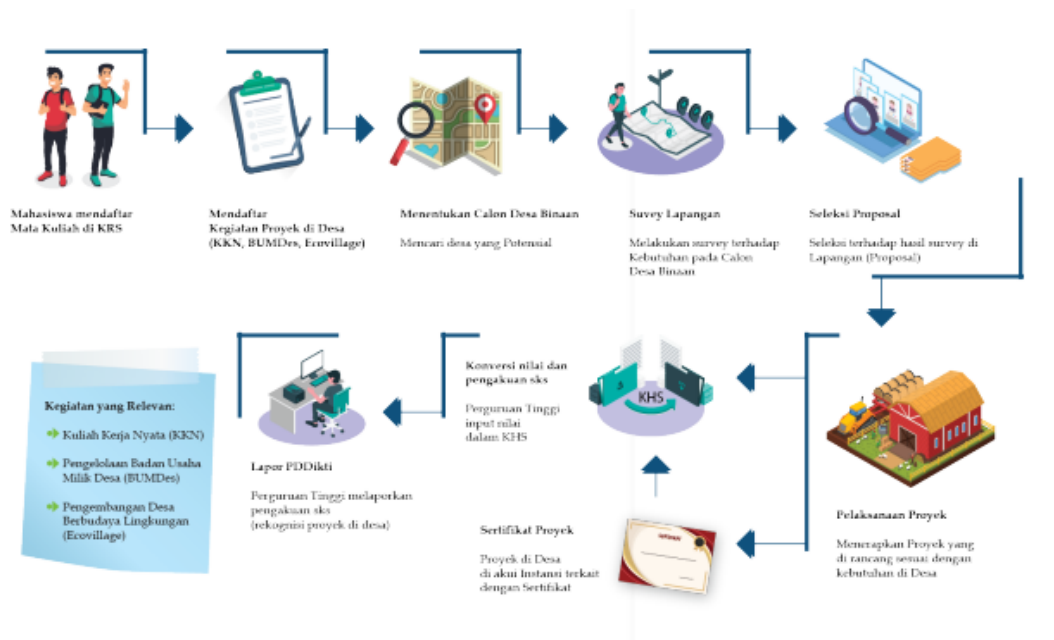 Mahasiswa mendaftar
Mata Kuliah di KRS
Mendaftar
Kegiatan Proyek di Desa
(KKN, BUMDes, Ecovillage)
Menentukan Calon Desa Binaan
Mencari desa yang Potensial
Suvey Lapangan
Melakukan survey terhadap
Kebutuhan pada Calon
Desa Binaan
Seleksi Proposal
Seleksi terhadap hasil survey di
Lapangan (Proposal)
Kegiatan yang Relevan:
Kuliah Kerja Nyata (KKN)
Pengelolaan Badan Usaha
Milik Desa (BUMDes)
Pengembangan Desa
Berbudaya Lingkungan
(Ecovillage)
Lapor PDDikti
Perguruan Tinggi melaporkan
pengakuan sks
(rekognisi proyek di desa)
Konversi nilai dan
pengakuan sks
Perguruan Tinggi
input nilai
dalam KHS
KHS
Sertifikat Proyek
Proyek di Desa
di akui Instansi terkait
dengan Sertifikat
Pelaksanaan Proyek
Menerapkan Proyek yang
di rancang sesuai dengan
kebutuhan di Desa